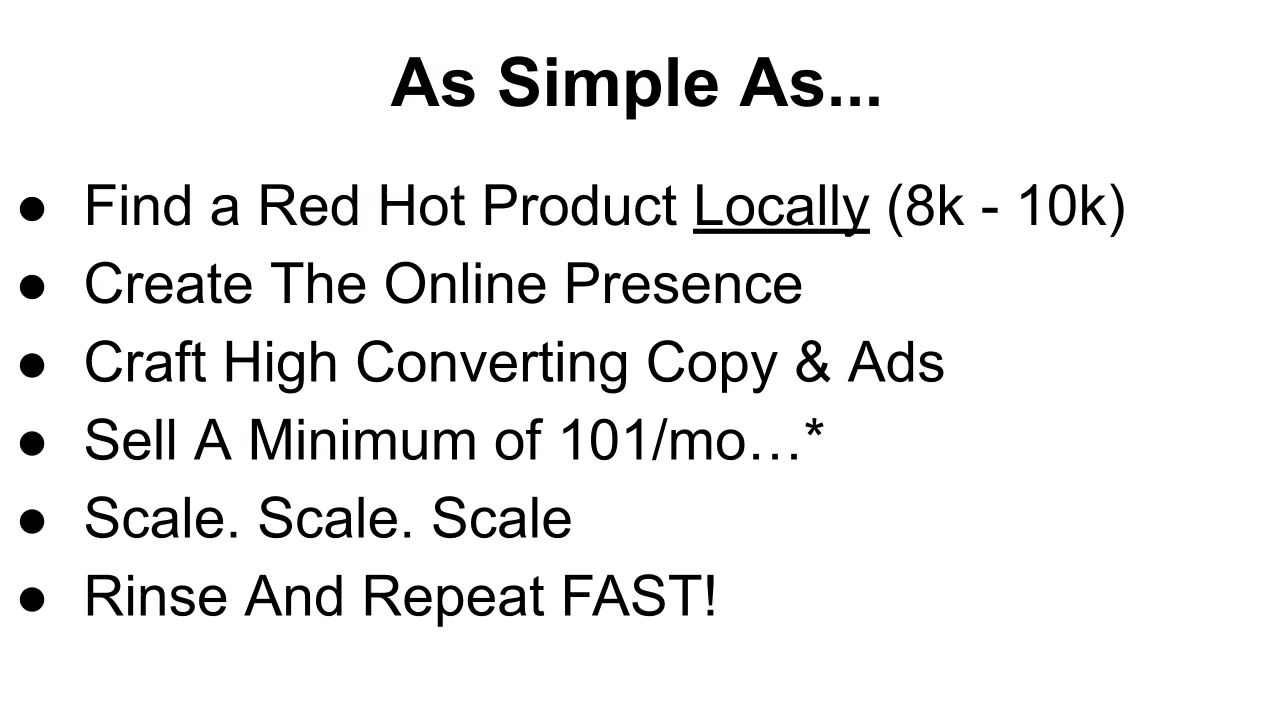 As Simple As...
● Find a Red Hot Product Locally (8k - 10k)
● Create The Online Presence
● Craft High Converting Copy & Ads
● Sell A Minimum of 101/mo…*
● Scale. Scale. Scale
● Rinse And Repeat FAST!